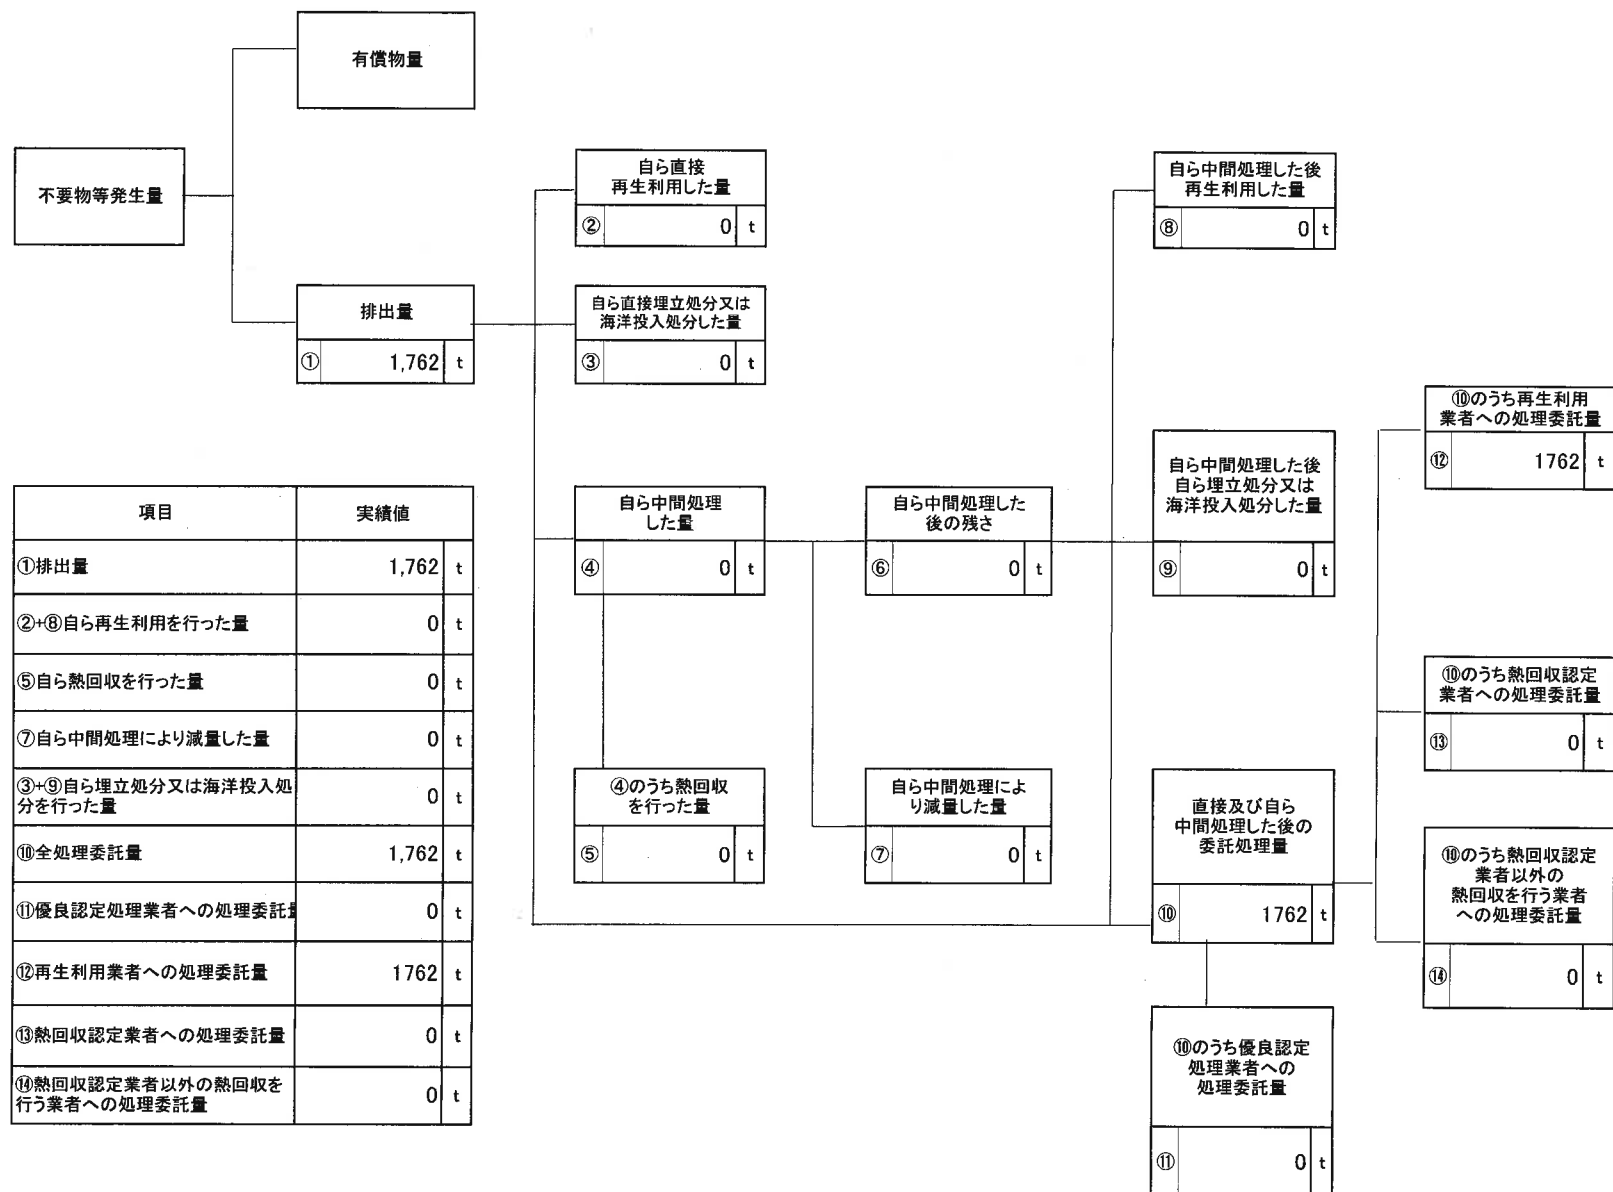 有償物量
不要物等発生量
排出量
① 1,762 t
自ら直接
再生利用した量
② 0 t
自ら直接埋立処分又は
海洋投入処分した量
③ 0 t
自ら中間処理
した量
④ 0 t
④のうち熱回収
を行った量
⑤ 0 t
自ら中間処理した
後の残さ
⑥ 0 t
自ら中間処理によ
り減量した量
⑦ 0 t
自ら中間処理した後
再生利用した量
⑧ 0 t
自ら中間処理した後
自ら埋立処分又は
海洋投入処分した量
⑨ 0 t
直接及び自ら
中間処理した後の
委託処理量
⑩ 1762 t
⑩のうち優良認定
処理業者への
処理委託量
⑪ 0 t
⑩のうち再生利用
業者への処理委託量
⑫ 1762 t
⑩のうち熱回収認定
業者への処理委託量
⑬ 0 t
⑩のうち熱回収認定
業者以外の
熱回収を行う業者
への処理委託量
⑭ 0 t
項目 実績値
①排出量 1,762 t
②+⑧自ら再生利用を行った量 0 t
⑤自ら熱回収を行った量 0 t
⑦自ら中間処理により減量した量 0 t
③+⑨自ら埋立処分又は海洋投入処
分を行った量 0 t
⑩全処理委託量 1,762 t
⑪優良認定処理業者への処理委託量 0 t
⑫再生利用業者への処理委託量 1762 t
⑬熱回収認定業者への処理委託量 0 t
⑭熱回収認定業者以外の熱回収を
行う業者への処理委託量 0 t